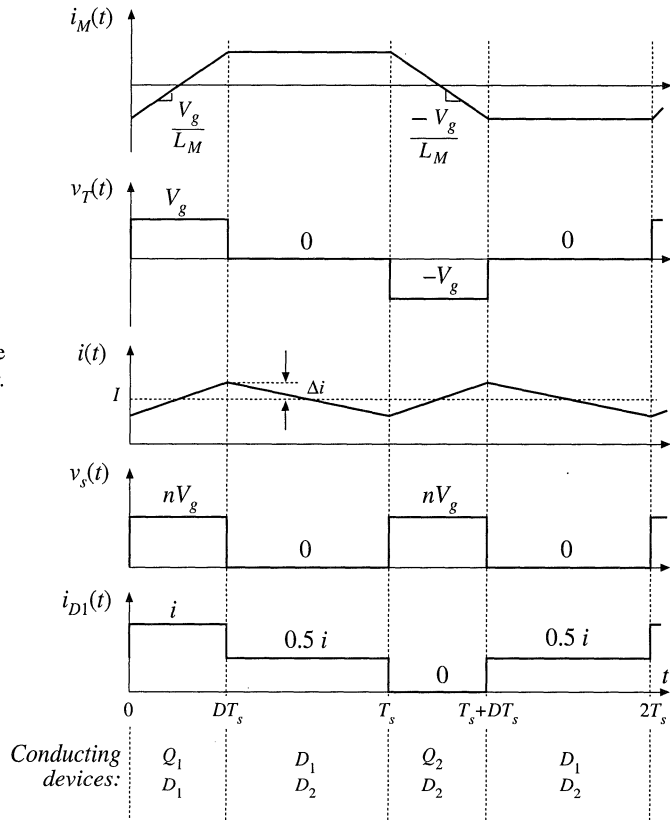 i_M(t)
V_g
L_M
− V_g
L_M
v_T(t)
V_g
0
−V_g
0
e
.
i(t)
I
Δi
v_s(t)
nV_g
0
nV_g
0
i_D1(t)
i
0.5 i
0
0.5 i
t
0 DT_s T_s T_s+DT_s 2T_s
Conducting devices:
Q_1 D_1 Q_2 D_1
D_1 D_2 D_2 D_2